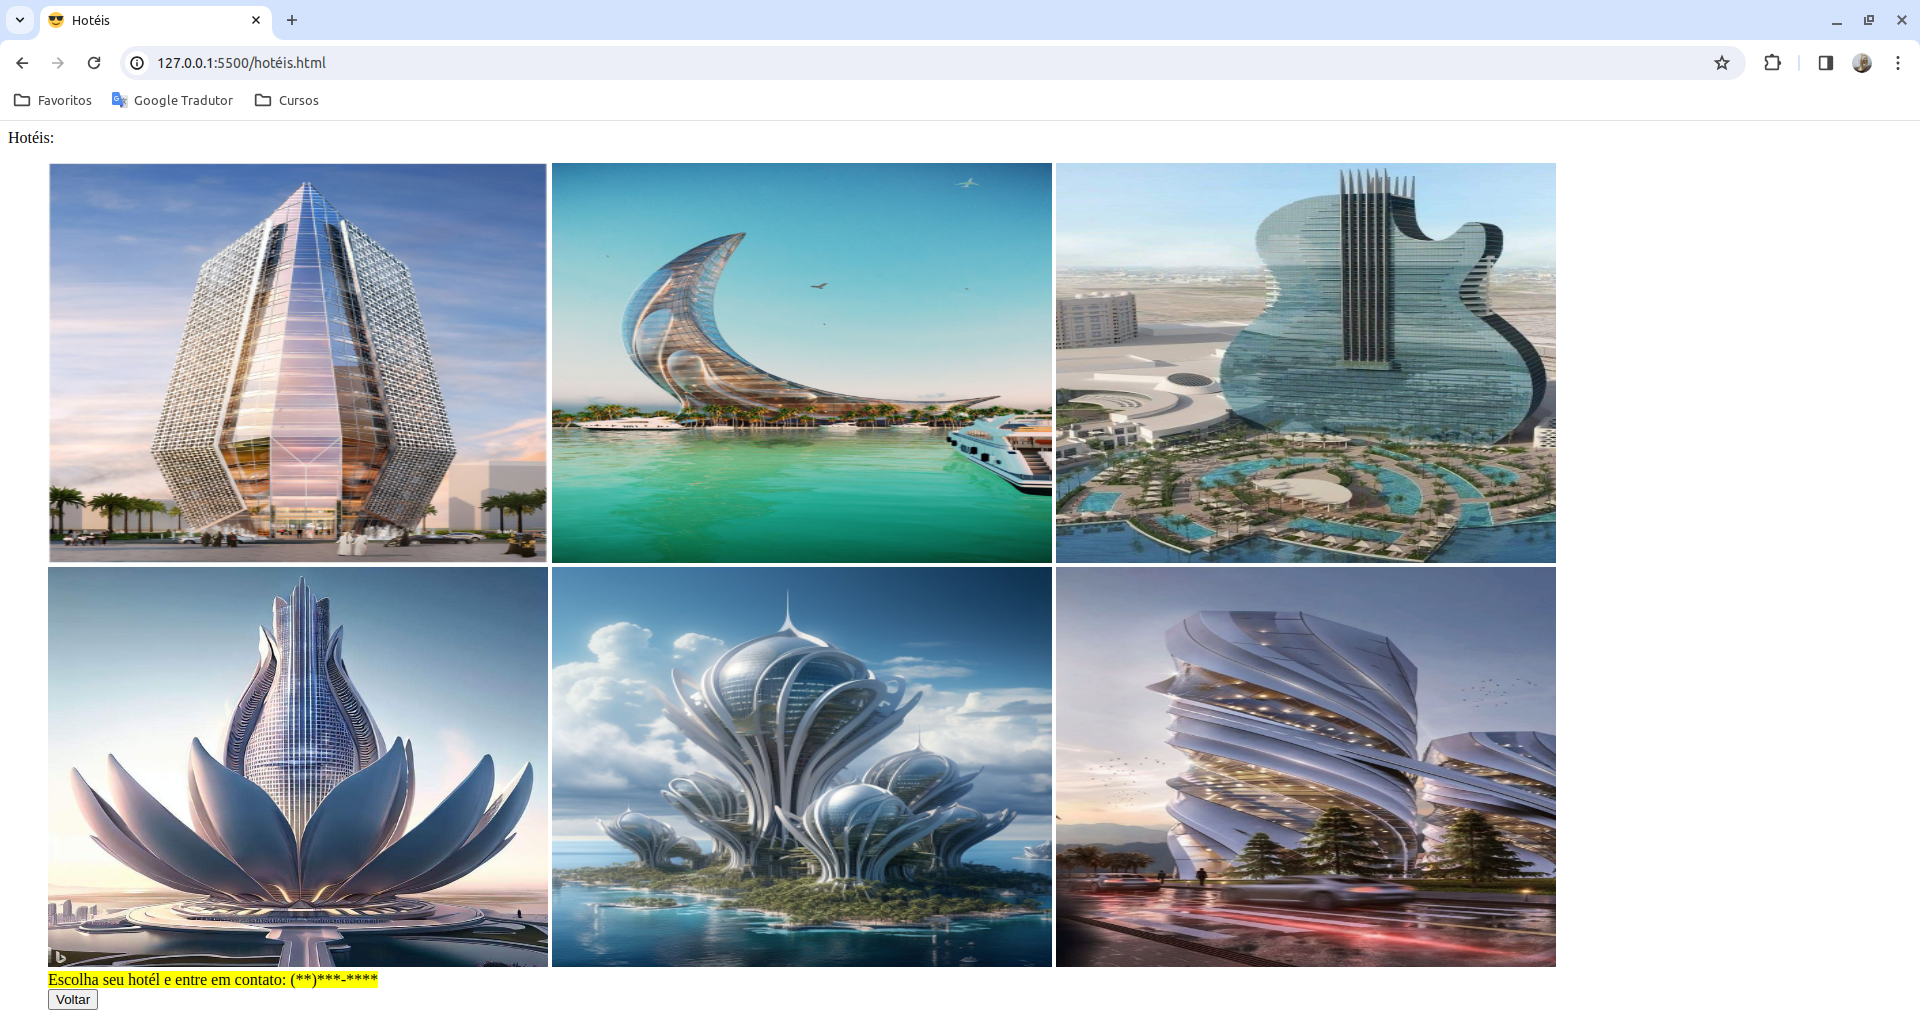 Hotéis
127.0.0.1:5500/hotéis.html
Favoritos Google Tradutor Cursos
Hotéis:
Escolha seu hotél e entre em contato: (**)***-****
Voltar